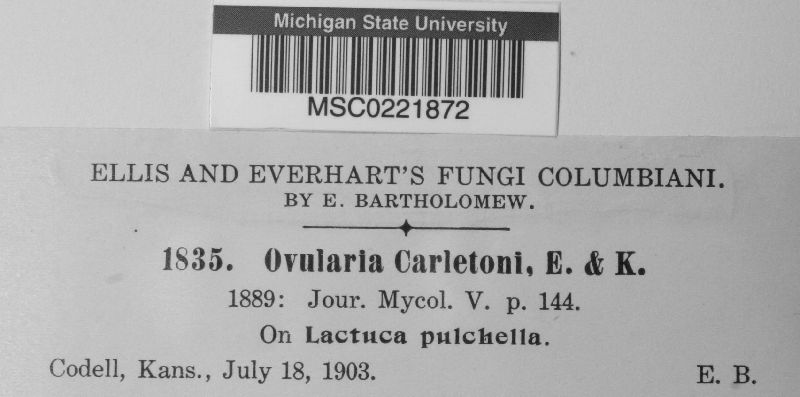 Michigan State University
MSC0221872
ELLIS AND EVERHART'S FUNGI COLUMBIANI.
BY E. BARTHOLOMEW.
1835. Ovularia Carletoni, E. & K.
1889: Jour. Mycol. V. p. 144.
On Lactuca pulchella.
Codell, Kans., July 18, 1903. E. B.